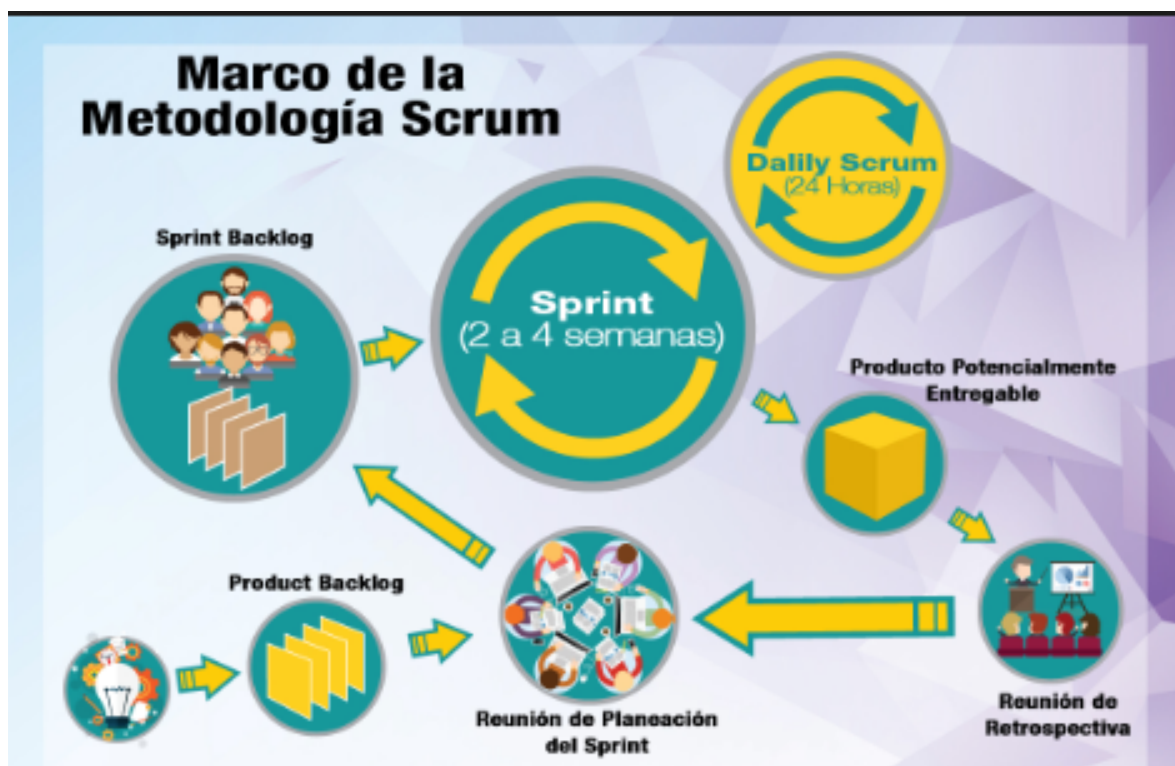 Marco de la
Metodología Scrum
Dalily Scrum
(24 Horas)
Sprint Backlog
Sprint
(2 a 4 semanas)
Producto Potencialmente
Entregable
Product Backlog
Reunión de Planeación
del Sprint
Reunión de
Retrospectiva